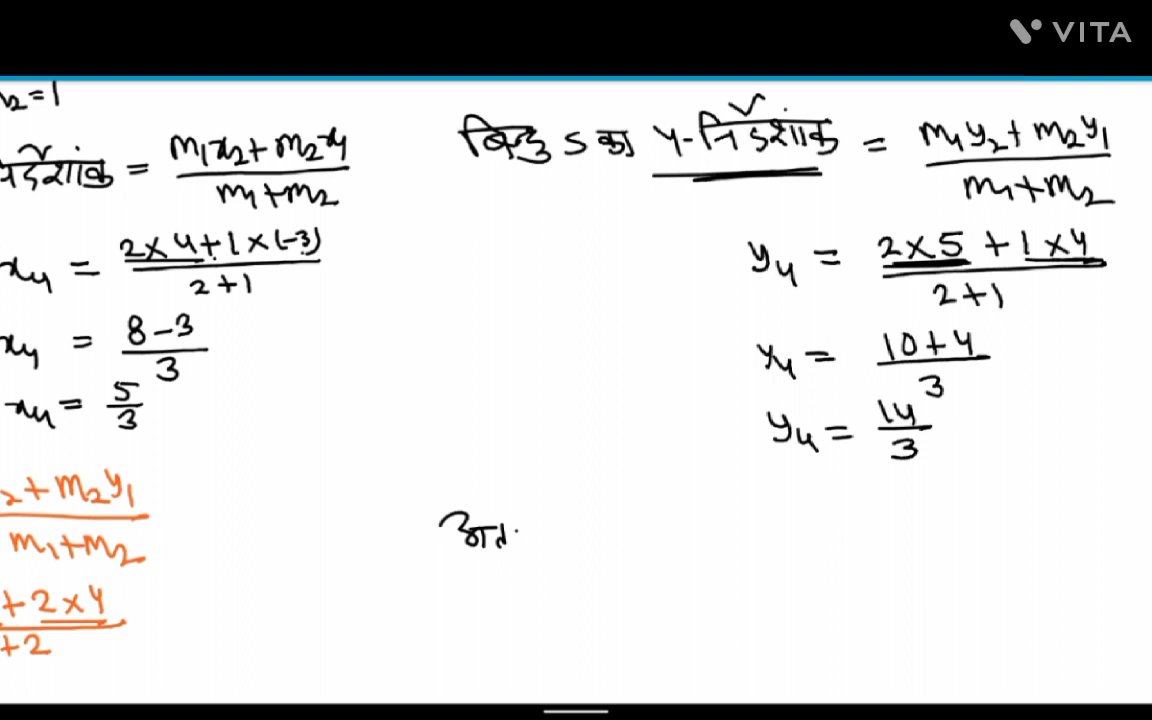 VITA
m₂=1
निर्देशांक = (m₁x₂+m₂x₁)/(m₁+m₂)
x₄ = (2×4+1×(-3))/(2+1)
x₄ = (8-3)/3
x₄ = 5/3
बिन्दु S का y-निर्देशांक = (m₁y₂+m₂y₁)/(m₁+m₂)
y₄ = (2×5+1×4)/(2+1)
y₄ = (10+4)/3
y₄ = 14/3
₂+m₂y₁
m₁+m₂
+2×4
+2
अत